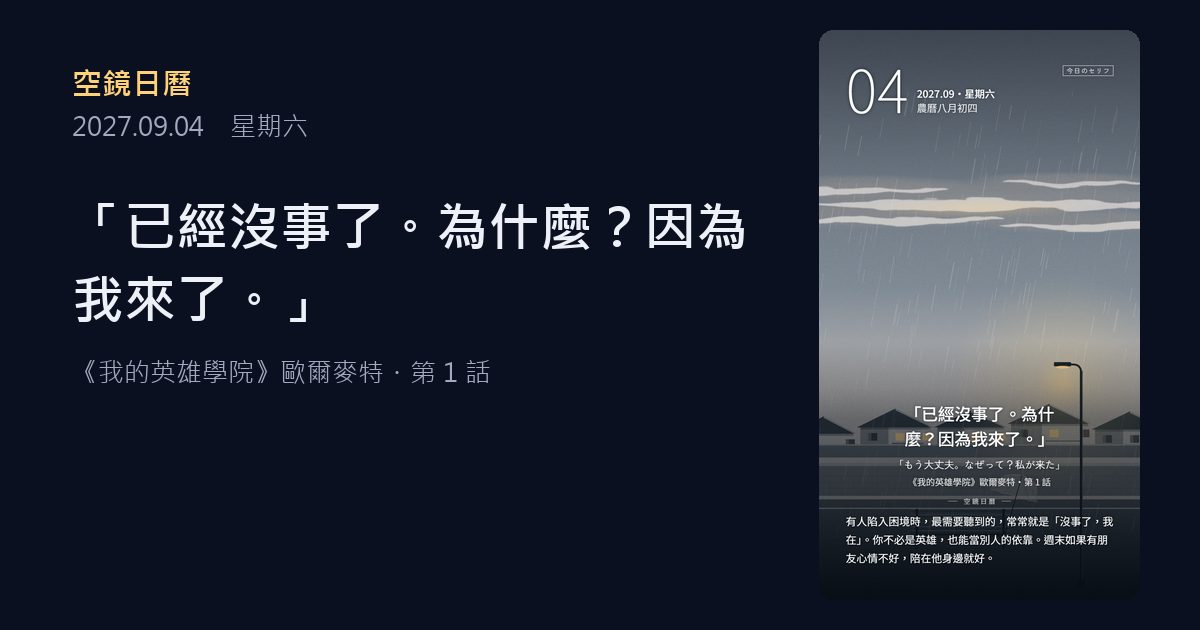 空鏡日曆
2027.09.04 星期六
「已經沒事了。為什麼？因為
我來了。」
《我的英雄學院》歐爾麥特・第 1 話
04
2027.09・星期六
農曆八月初四
今日のセリフ
「已經沒事了。為什
麼？因為我來了。」
「もう大丈夫。なぜって？私が来た」
《我的英雄學院》歐爾麥特・第 1 話
— 空鏡日曆 —
有人陷入困境時，最需要聽到的，常常就是「沒事了，我
在」。你不必是英雄，也能當別人的依靠。週末如果有朋
友心情不好，陪在他身邊就好。